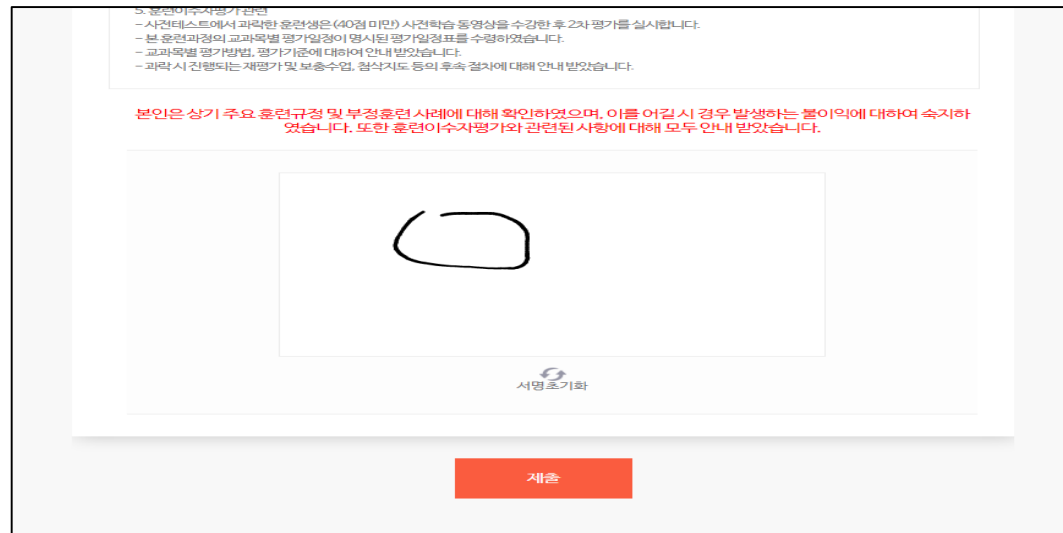 5. 훈련이수자평가 관련
- 사전테스트에서 과락한 훈련생은 (40점 미만) 사전학습 동영상을 수강한 후 2차 평가를 실시합니다.
- 본 훈련과정의 교과목별 평가일정이 명시된 평가일정표를 수령하였습니다.
- 교과목별 평가방법, 평가기준에 대하여 안내 받았습니다.
- 과락 시 진행되는 재평가 및 보충수업, 첨삭지도 등의 후속 절차에 대해 안내 받았습니다.
본인은 상기 주요 훈련규정 및 부정훈련 사례에 대해 확인하였으며, 이를 어길 시 경우 발생하는 불이익에 대하여 숙지하
였습니다. 또한 훈련이수자평가와 관련된 사항에 대해 모두 안내 받았습니다.
서명초기화
제출